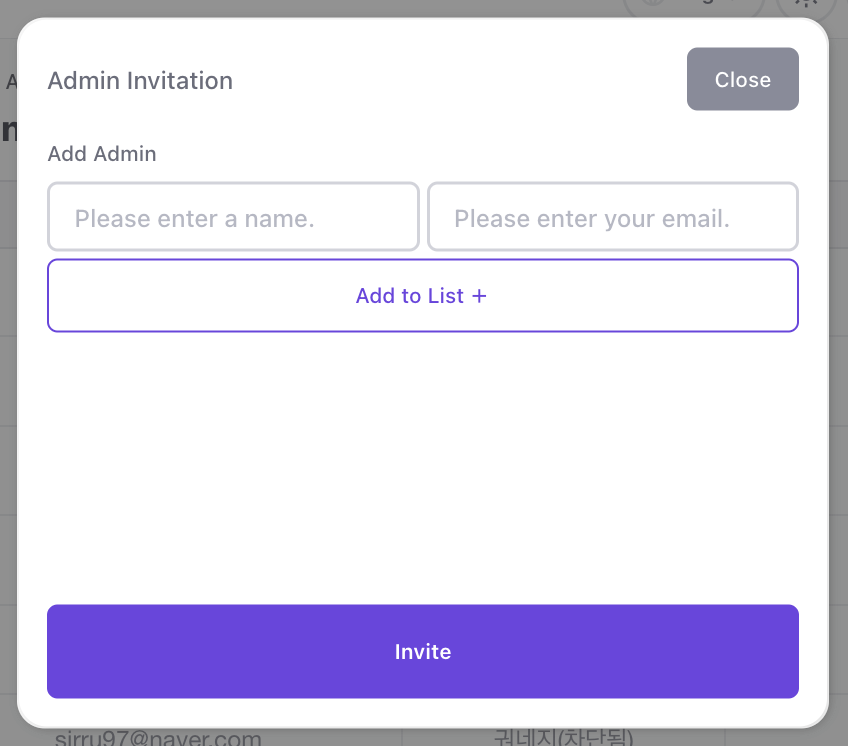 Admin Invitation
Close
Add Admin
Please enter a name.
Please enter your email.
Add to List +
Invite
sirru97@naver.com
권네지(차단됨)